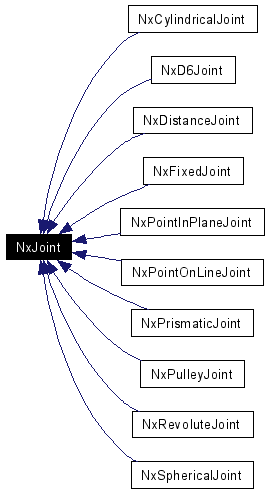 NxCylindricalJoint
NxD6Joint
NxDistanceJoint
NxFixedJoint
NxPointInPlaneJoint
NxJoint
NxPointOnLineJoint
NxPrismaticJoint
NxPulleyJoint
NxRevoluteJoint
NxSphericalJoint